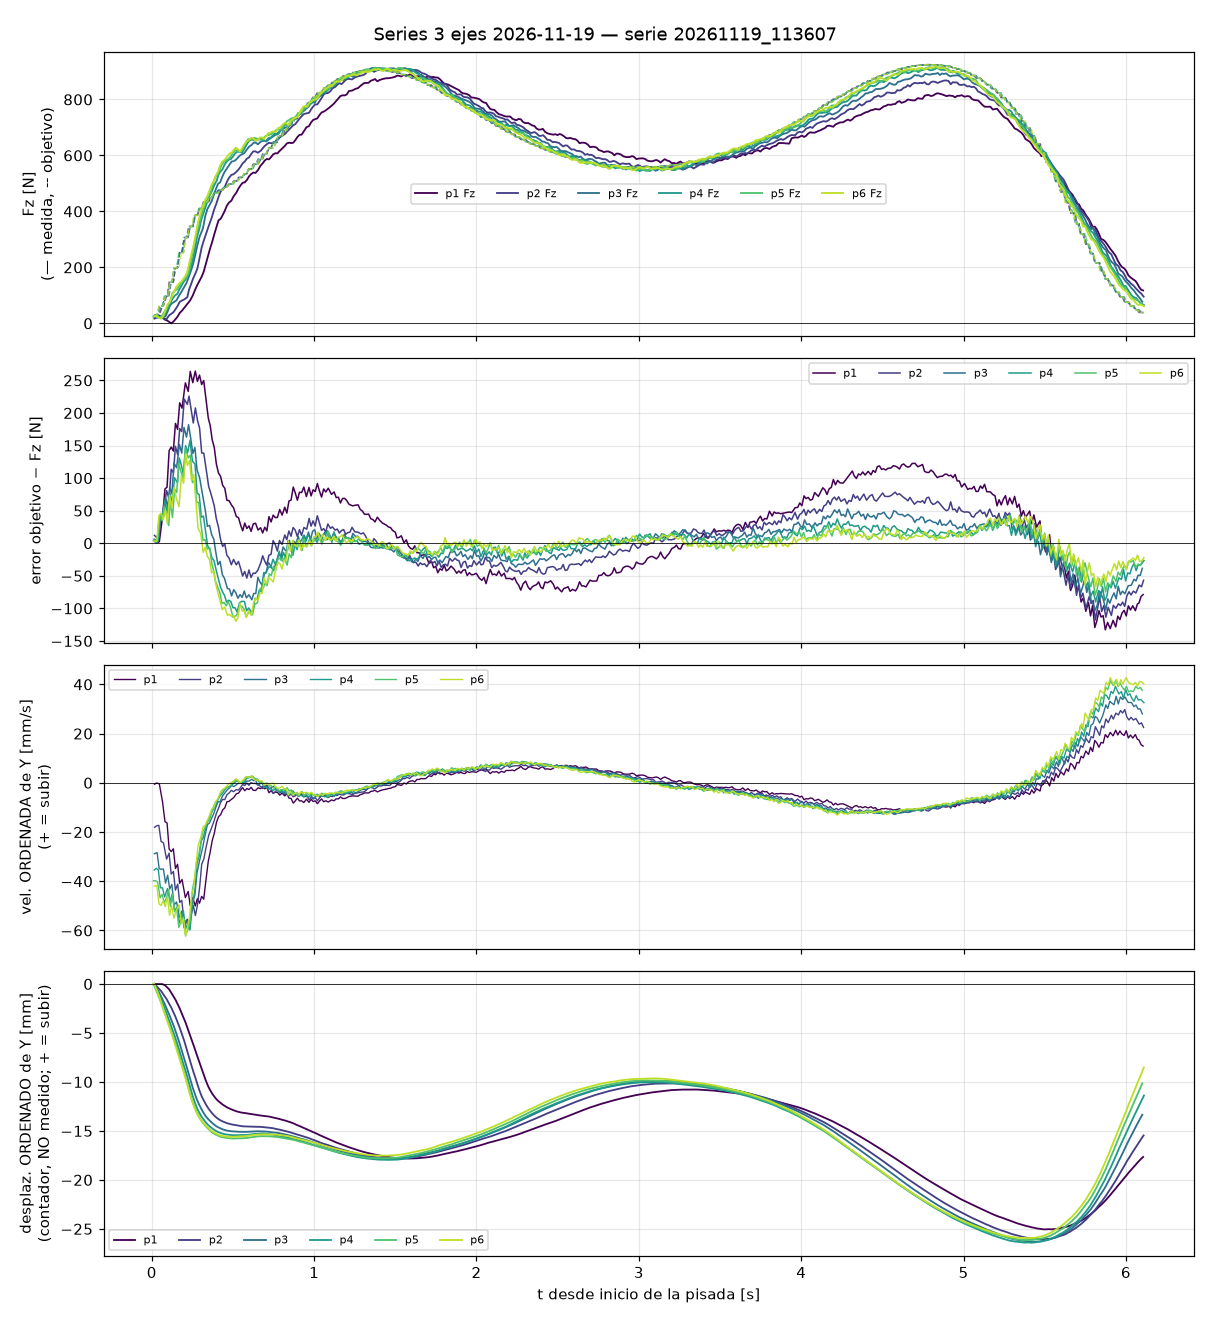 Series 3 ejes 2026-11-19 — serie 20261119_113607
Fz [N]
(— medida, -- objetivo)
800
600
400
200
0
p1 Fz p2 Fz p3 Fz p4 Fz p5 Fz p6 Fz
error objetivo − Fz [N]
250
200
150
100
50
0
−50
−100
−150
p1 p2 p3 p4 p5 p6
vel. ORDENADA de Y [mm/s]
(+ = subir)
40
20
0
−20
−40
−60
p1 p2 p3 p4 p5 p6
desplaz. ORDENADO de Y [mm]
(contador, NO medido; + = subir)
0
−5
−10
−15
−20
−25
p1 p2 p3 p4 p5 p6
0 1 2 3 4 5 6
t desde inicio de la pisada [s]